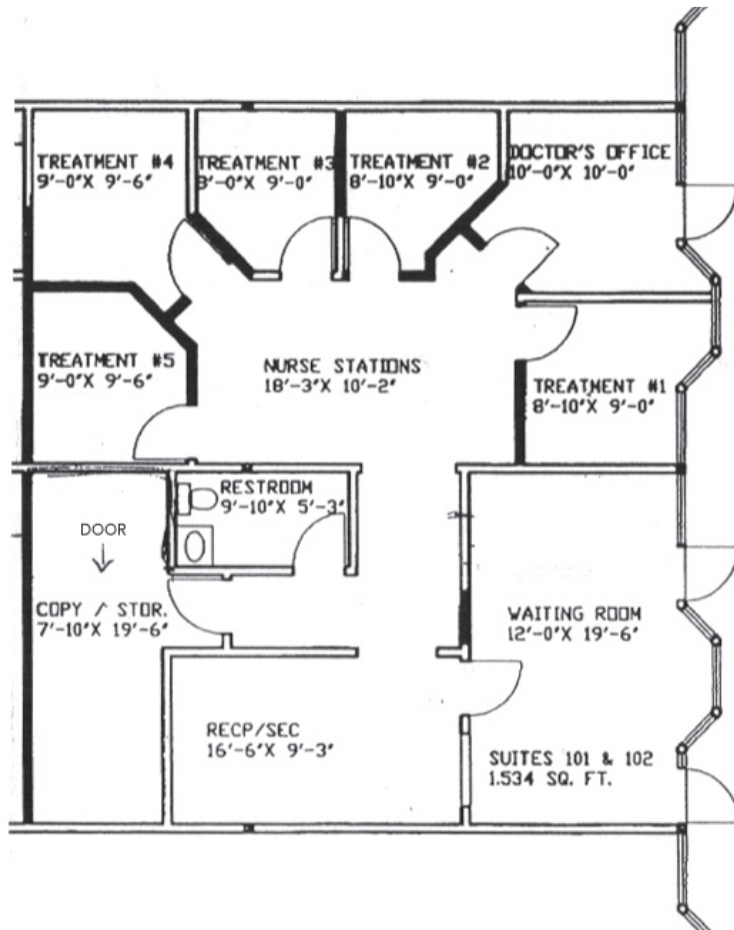 TREATMENT #4
9'-0"X 9'-6"
TREATMENT #3
8'-0"X 9'-0"
TREATMENT #2
8'-10"X 9'-0"
DOCTOR'S OFFICE
10'-0"X 10'-0"
TREATMENT #5
9'-0"X 9'-6"
NURSE STATIONS
18'-3"X 10'-2"
TREATMENT #1
8'-10"X 9'-0"
RESTROOM
9'-10"X 5'-3"
DOOR
COPY / STOR.
7'-10"X 19'-6"
WAITING ROOM
12'-0"X 19'-6"
RECP/SEC
16'-6"X 9'-3"
SUITES 101 & 102
1.534 SQ. FT.